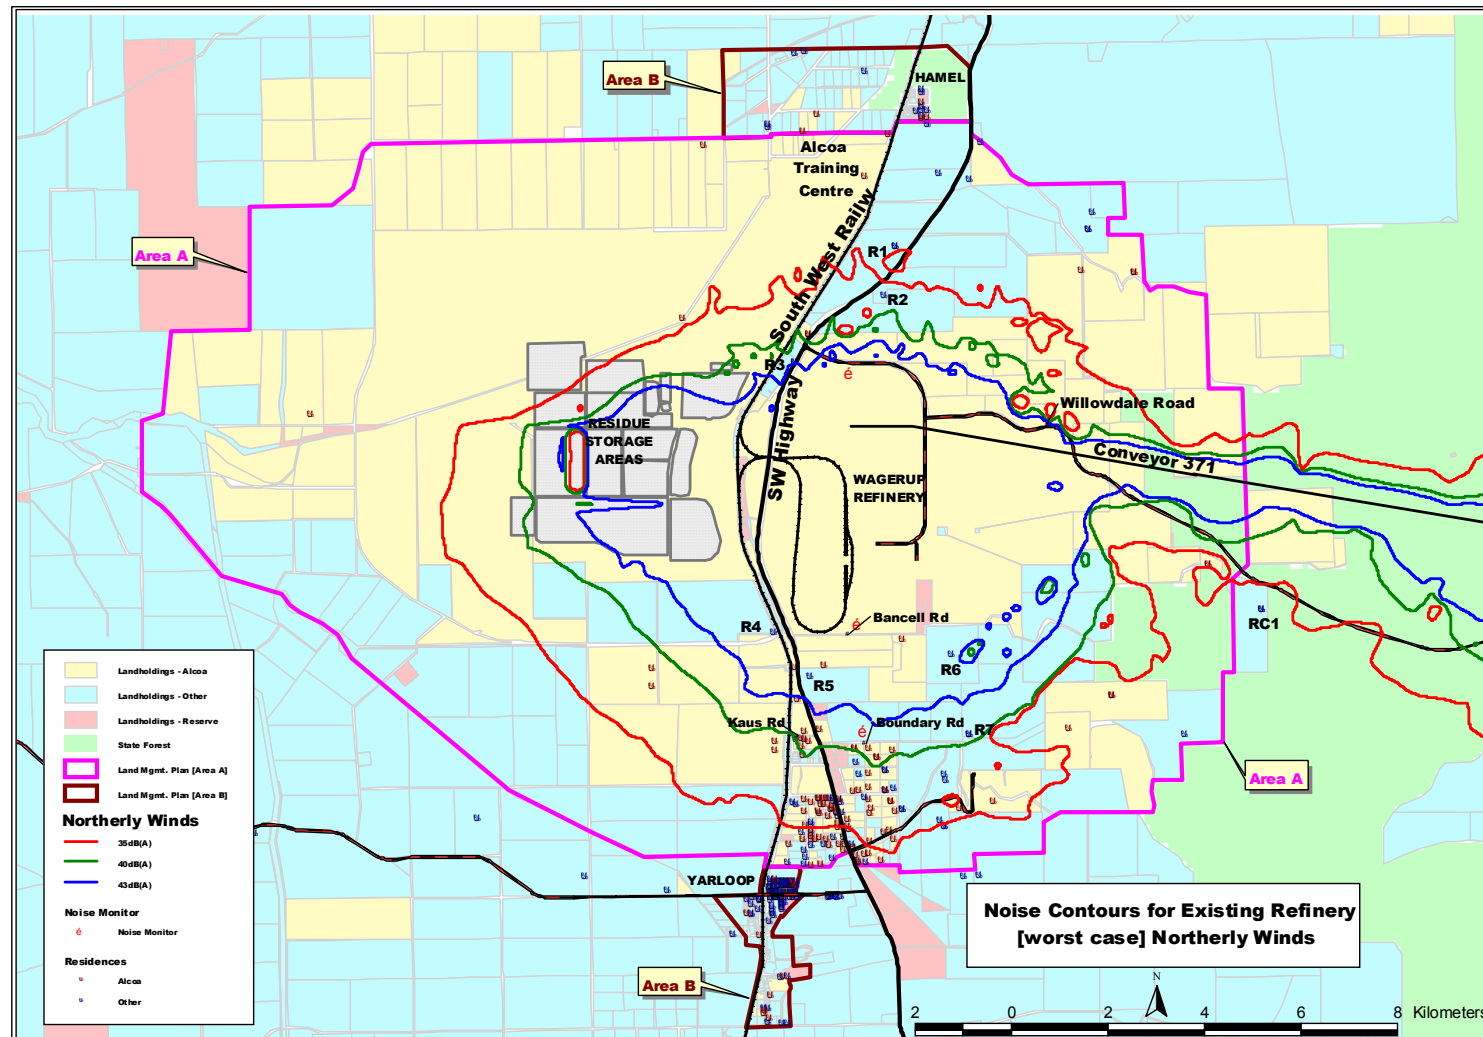 Area B
HAMEL
Alcoa
Training
Centre
Area A
South West Railw
R1
R2
R3
é
SW Highway
RESIDUE
STORAGE
AREAS
Willowdale Road
Conveyor 371
WAGERUP
REFINERY
Bancell Rd
é
R4
RC1
R6
R5
Kaus Rd
Boundary Rd
é
R7
Area A
YARLOOP
Area B
Landholdings - Alcoa
Landholdings - Other
Landholdings - Reserve
State Forest
Land Mgmt. Plan [Area A]
Land Mgmt. Plan [Area B]
Northerly Winds
35dB(A)
40dB(A)
43dB(A)
Noise Monitor
é Noise Monitor
Residences
Alcoa
Other
Noise Contours for Existing Refinery
[worst case] Northerly Winds
N
2 0 2 4 6 8 Kilometers